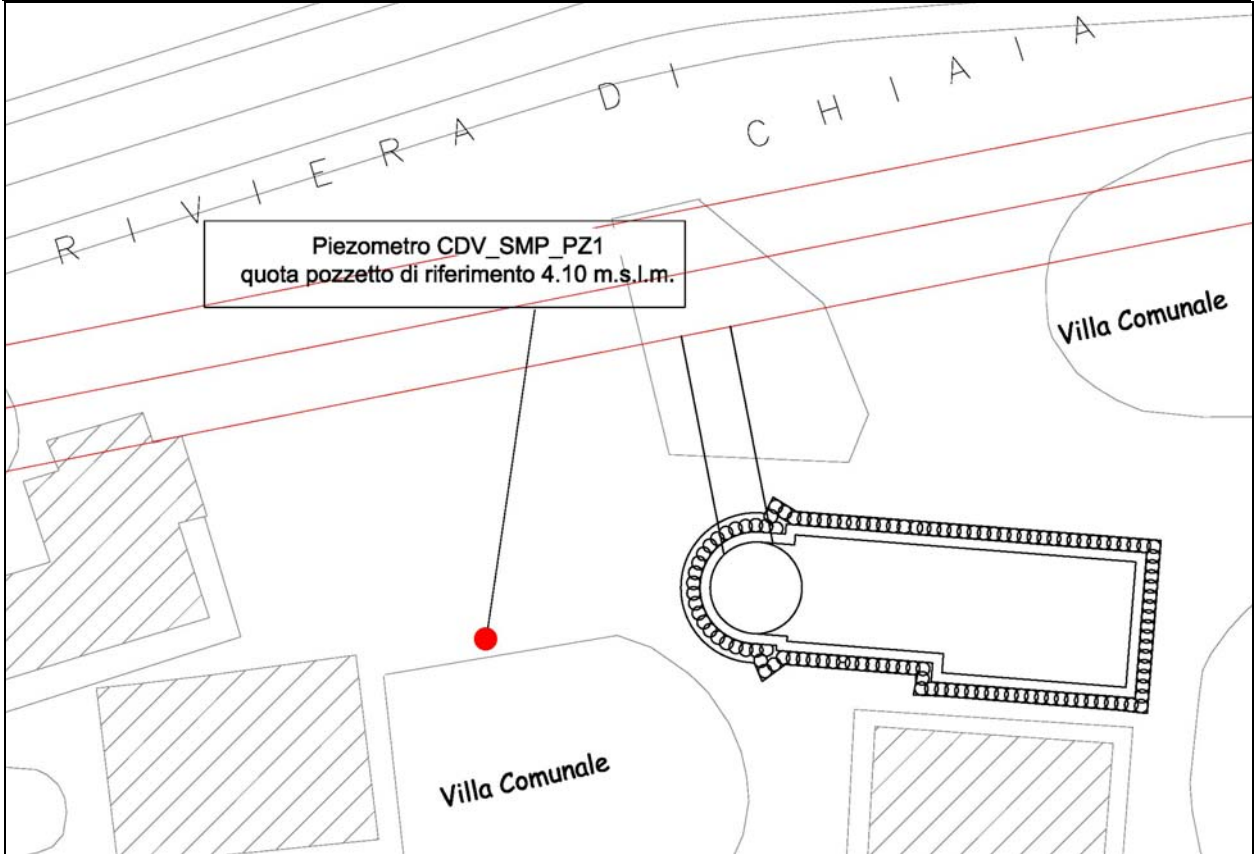 RIVIERA DI CHIAIA
Piezometro CDV_SMP_PZ1
quota pozzetto di riferimento 4.10 m.s.l.m.
Villa Comunale
Villa Comunale